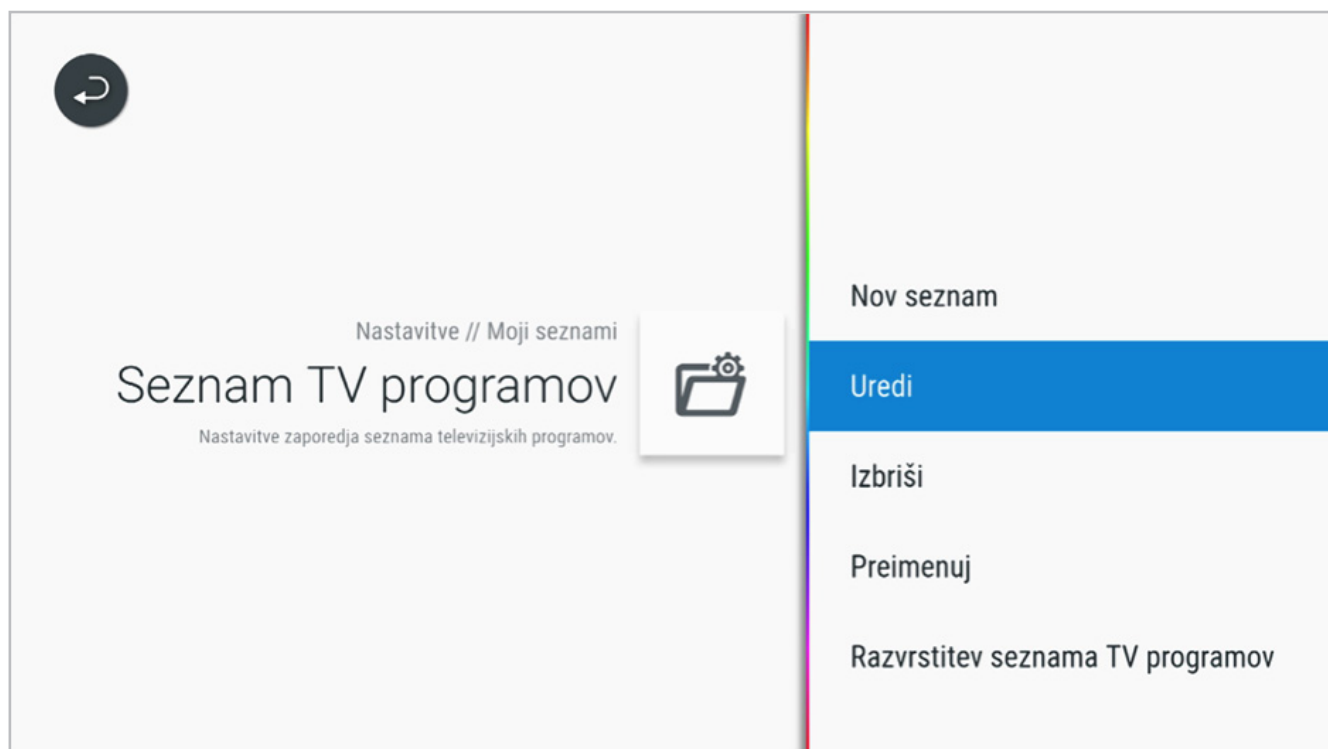 Nastavitve // Moji seznami
Seznam TV programov
Nastavitve zaporedja seznama televizijskih programov.
Nov seznam
Uredi
Izbriši
Preimenuj
Razvrstitev seznama TV programov